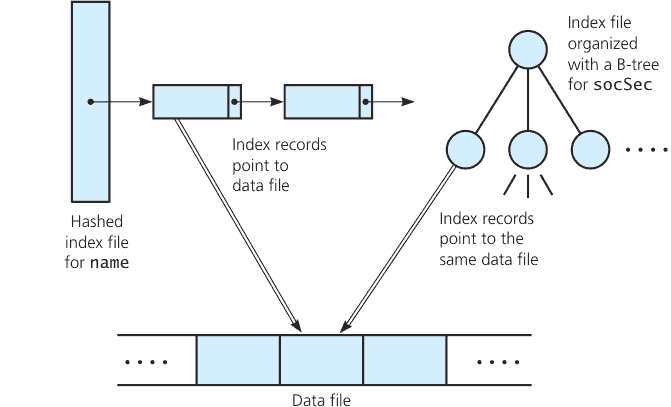 Index file
organized
with a B-tree
for socSec
Index records
point to
data file
Hashed
index file
for name
Index records
point to the
same data file
Data file